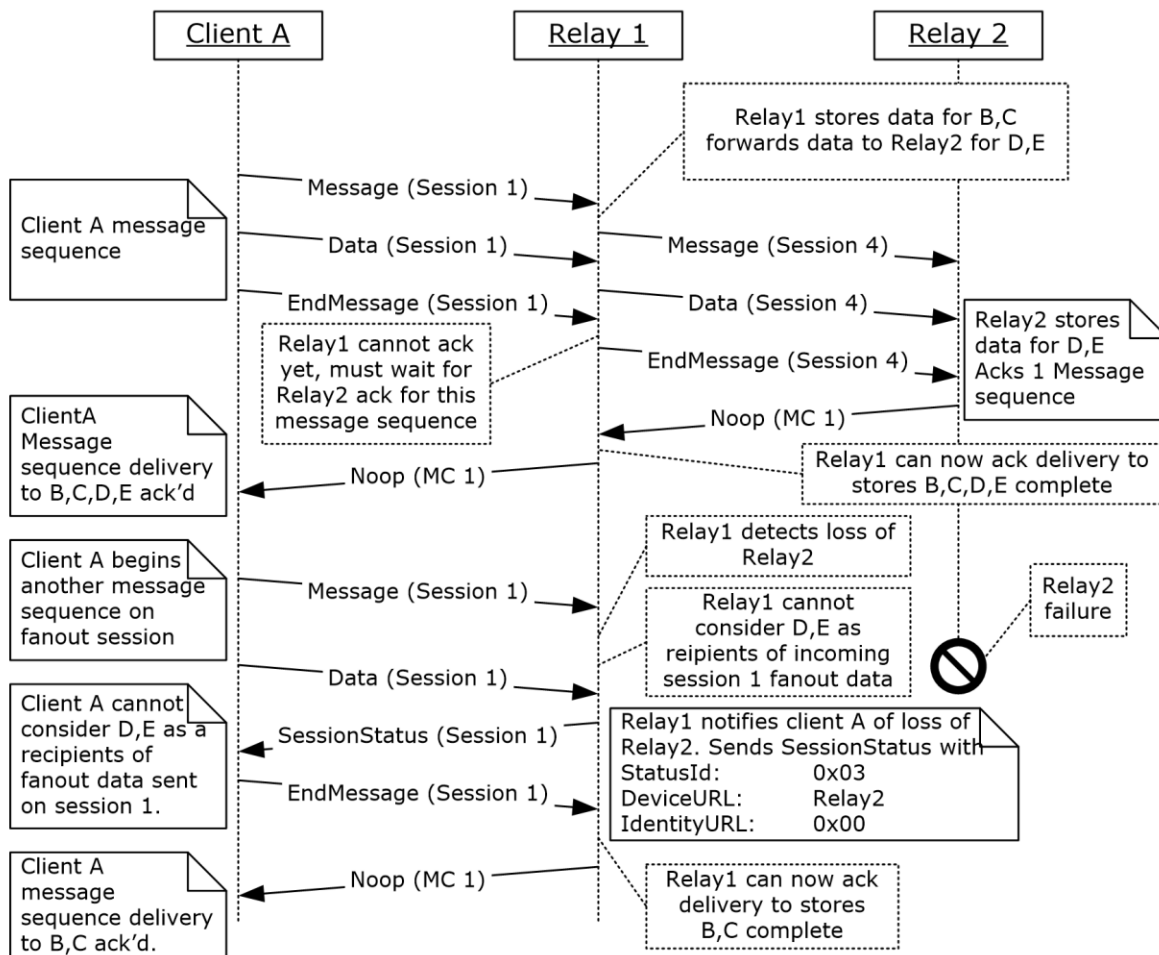 Client A
Relay 1
Relay 2
Relay1 stores data for B,C
forwards data to Relay2 for D,E
Message (Session 1)
Client A message
sequence
Data (Session 1)
Message (Session 4)
EndMessage (Session 1)
Data (Session 4)
Relay2 stores
data for D,E
Acks 1 Message
sequence
Relay1 cannot ack
yet, must wait for
Relay2 ack for this
message sequence
EndMessage (Session 4)
Noop (MC 1)
ClientA
Message
sequence delivery
to B,C,D,E ack’d
Noop (MC 1)
Relay1 can now ack delivery to
stores B,C,D,E complete
Relay1 detects loss of
Relay2
Client A begins
another message
sequence on
fanout session
Message (Session 1)
Relay2
failure
Relay1 cannot
consider D,E as
reipients of incoming
session 1 fanout data
Data (Session 1)
Client A cannot
consider D,E as a
recipients of
fanout data sent
on session 1.
SessionStatus (Session 1)
Relay1 notifies client A of loss of
Relay2. Sends SessionStatus with
StatusId: 0x03
DeviceURL: Relay2
IdentityURL: 0x00
EndMessage (Session 1)
Client A
message
sequence delivery
to B,C ack’d.
Noop (MC 1)
Relay1 can now ack
delivery to stores
B,C complete